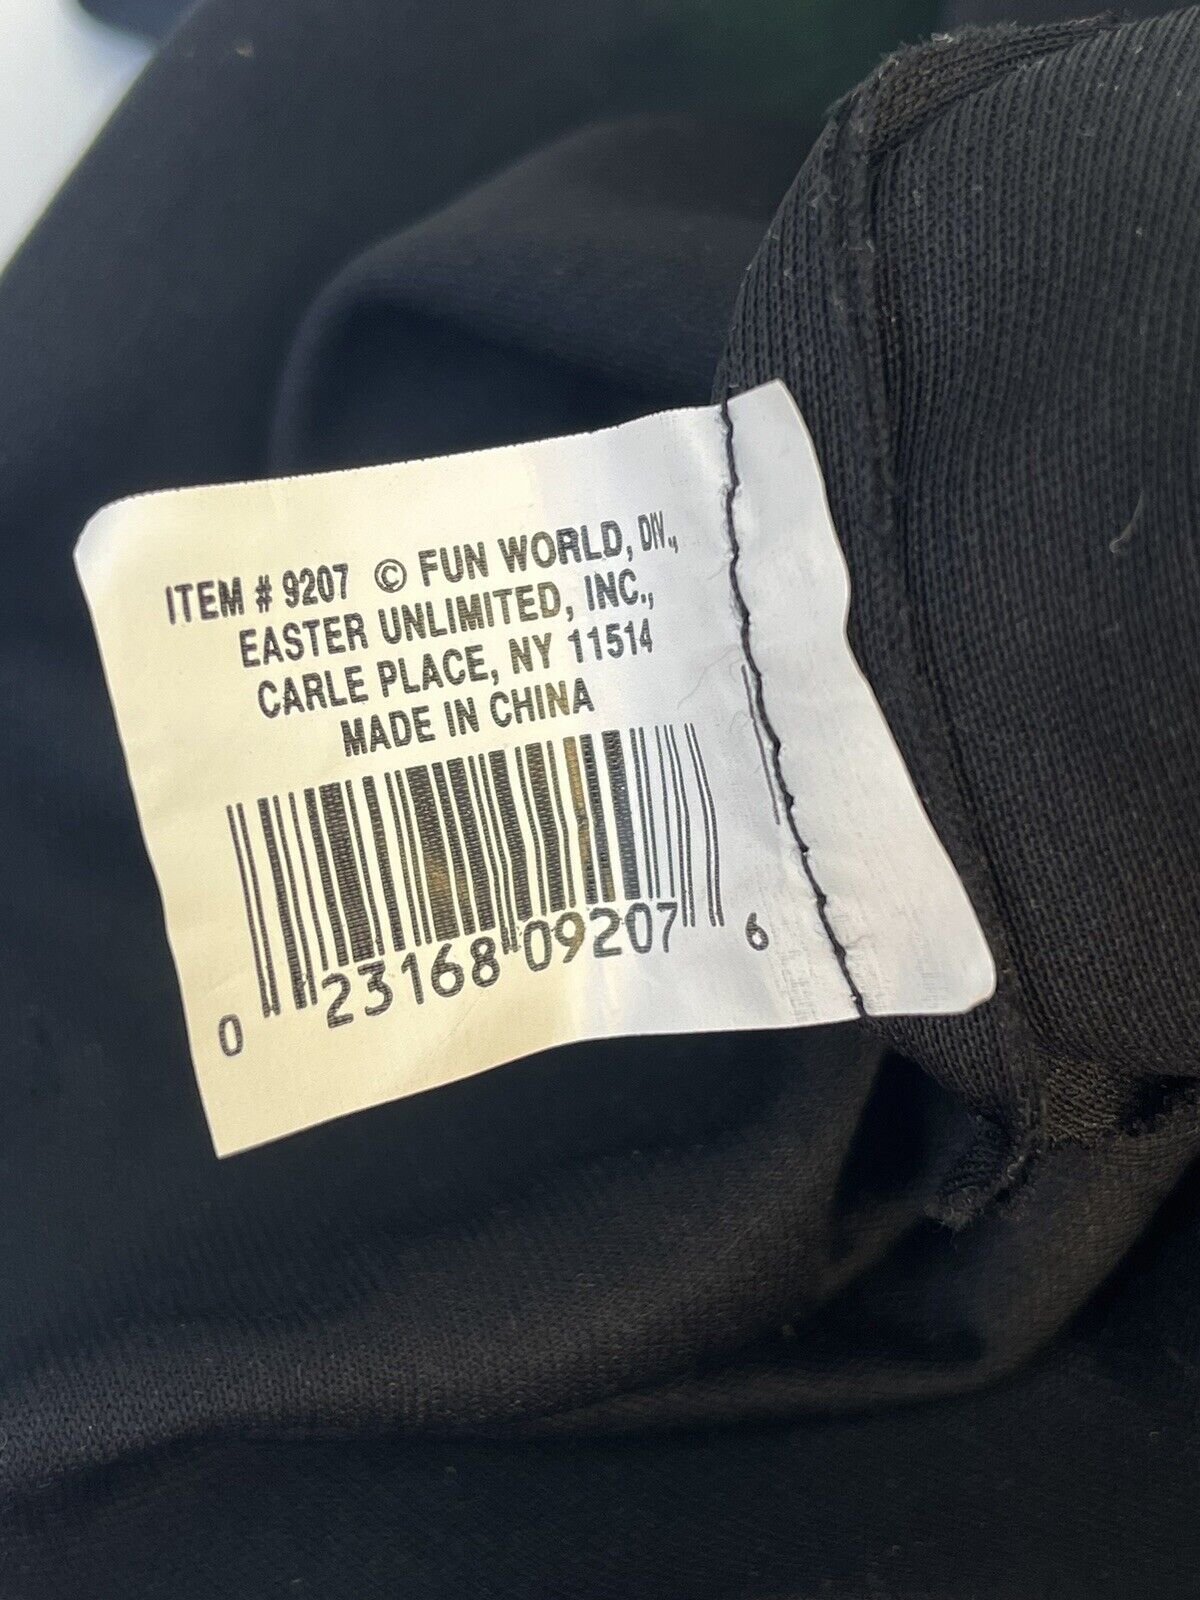 ITEM # 9207 © FUN WORLD, DIV.,
EASTER UNLIMITED, INC.,
CARLE PLACE, NY 11514
MADE IN CHINA
0 23168 09207 6